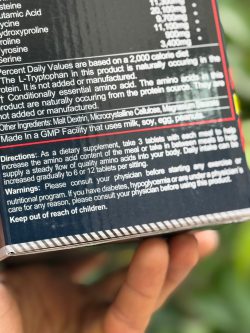 steine
utamic Acid
cine
ydroxyproline
roline
yrosine
Serine
900mg
3,400mg
Percent Daily Values are based on a 2,000 calorie diet
The L-Tryptophan in this product is naturally occurring in the
protein. It is not added or manufactured.
† Conditionally essential amino acid. The amino acids in this
product are naturally occurring from the protein source. They
not added or manufactured.
Other Ingredients: Malt Dextrin, Microcrystalline Cellulose,
Made in a GMP Facility that uses milk, soy, egg, peanuts,
Directions: As a dietary supplement, take 3 tablets with each meal to help
increase the amino acid content of the meal or take in between meals to
supply a steady flow of quality amino acids into your body. Daily intake can be
increased gradually to 6 or 12 tablets per sitting.
Warnings: Please consult your physician before starting any exercise or
nutritional program. If you have diabetes, hypoglycemia or are under a physician's
care for any reason, please consult your physician before using this product.
Keep out of reach of children.